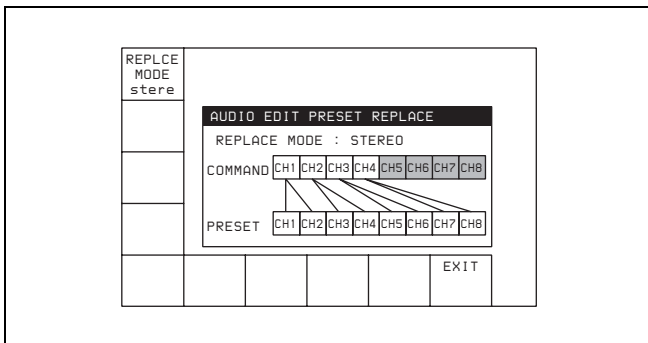 REPLCE
MODE
stere
AUDIO EDIT PRESET REPLACE
REPLACE MODE : STEREO
COMMAND CH1 CH2 CH3 CH4 CH5 CH6 CH7 CH8
PRESET CH1 CH2 CH3 CH4 CH5 CH6 CH7 CH8
EXIT